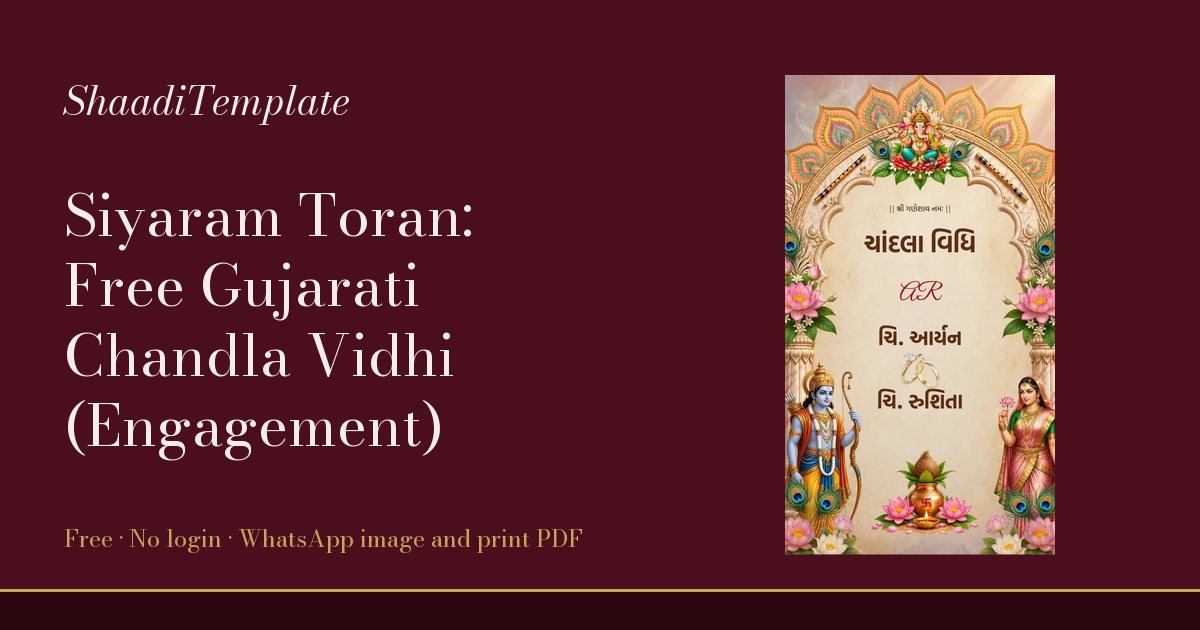 ShaadiTemplate
Siyaram Toran:
Free Gujarati
Chandla Vidhi
(Engagement)
Free · No login · WhatsApp image and print PDF
|| શ્રી ગણેશાય નમઃ ||
ચાંદલા વિધિ
AR
ચિ. આર્યન
ચિ. રુશિતા